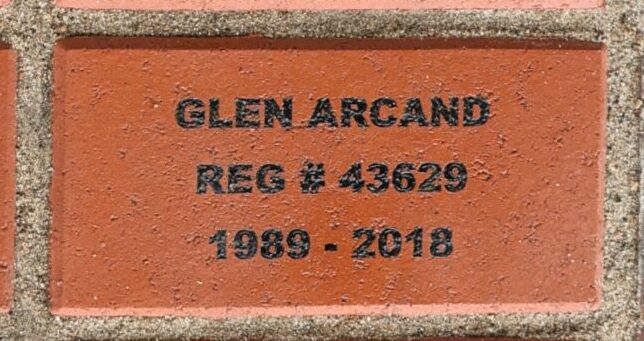 GLEN ARCAND
REG # 43629
1989 - 2018